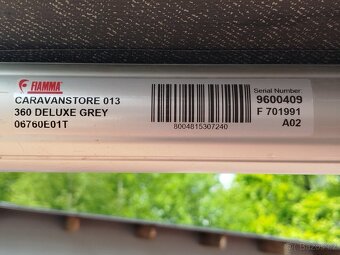 FIAMMA
CARAVANSTORE 013
360 DELUXE GREY
06760E01T
8004815307240
Serial Number:
9600409
F 701991
A02